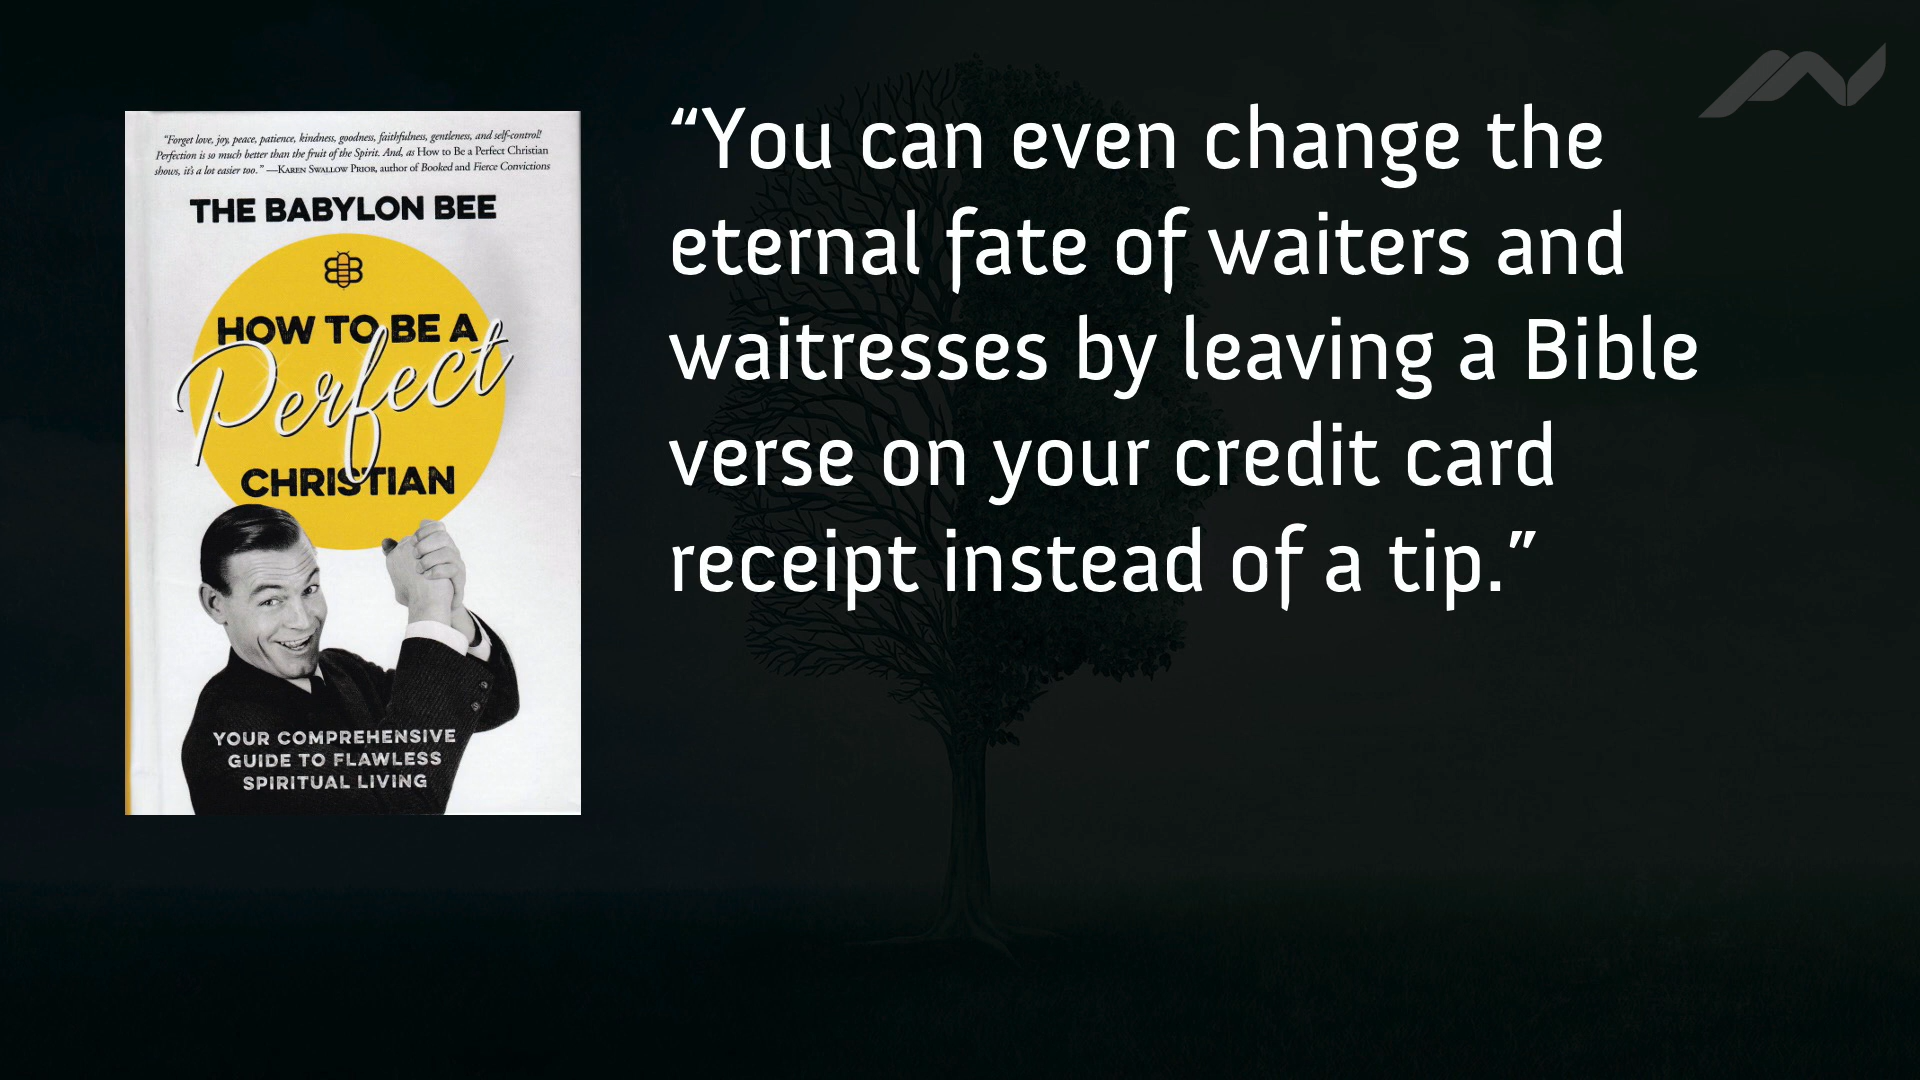 “Forget love, joy, peace, patience, kindness, goodness, faithfulness, gentleness, and self-control!
Perfection is so much better than the fruit of the Spirit. And, as How to Be a Perfect Christian
shows, it's a lot easier too.” —KAREN SWALLOW PRIOR, author of Booked and Fierce Convictions
THE BABYLON BEE
HOW TO BE A
Perfect
CHRISTIAN
YOUR COMPREHENSIVE
GUIDE TO FLAWLESS
SPIRITUAL LIVING
“You can even change the
eternal fate of waiters and
waitresses by leaving a Bible
verse on your credit card
receipt instead of a tip.”